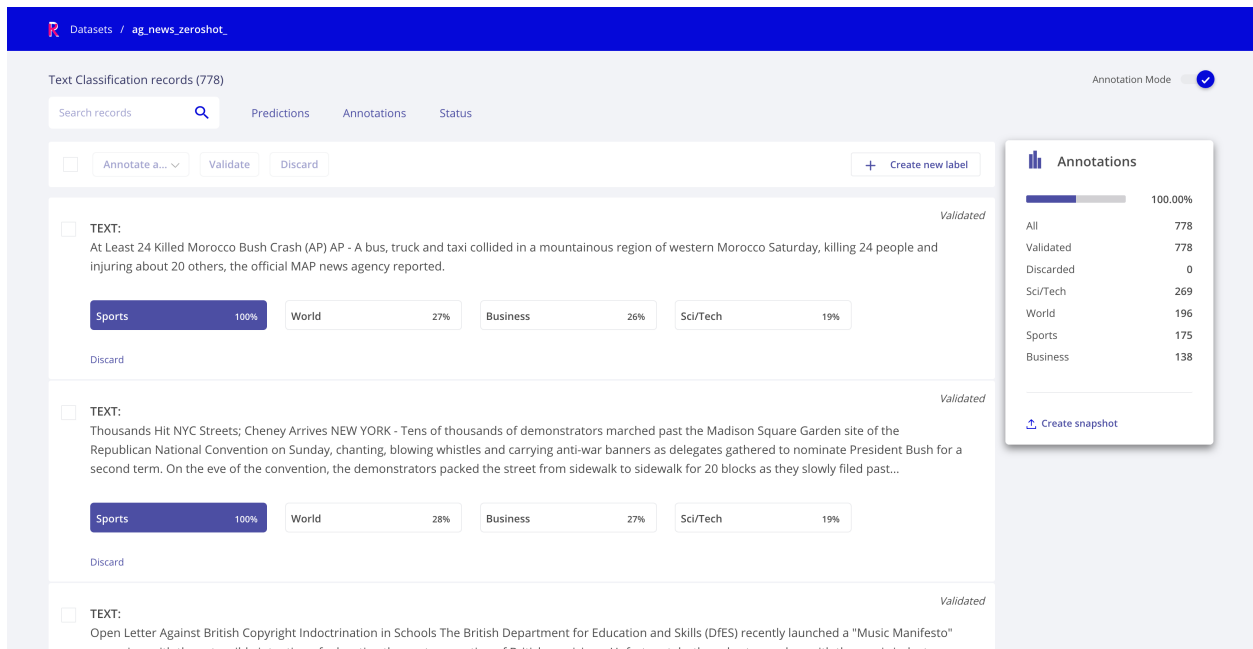 Datasets / ag_news_zeroshot_
Text Classification records (778)
Annotation Mode
Search records
Predictions
Annotations
Status
Annotate a...
Validate
Discard
+ Create new label
Validated
TEXT:
At Least 24 Killed Morocco Bush Crash (AP) AP - A bus, truck and taxi collided in a mountainous region of western Morocco Saturday, killing 24 people and
injuring about 20 others, the official MAP news agency reported.
Sports 100%
World 27%
Business 26%
Sci/Tech 19%
Discard
Validated
TEXT:
Thousands Hit NYC Streets; Cheney Arrives NEW YORK - Tens of thousands of demonstrators marched past the Madison Square Garden site of the
Republican National Convention on Sunday, chanting, blowing whistles and carrying anti-war banners as delegates gathered to nominate President Bush for a
second term. On the eve of the convention, the demonstrators packed the street from sidewalk to sidewalk for 20 blocks as they slowly filed past...
Sports 100%
World 28%
Business 27%
Sci/Tech 19%
Discard
Validated
TEXT:
Open Letter Against British Copyright Indoctrination in Schools The British Department for Education and Skills (DfES) recently launched a "Music Manifesto"
Annotations
100.00%
All 778
Validated 778
Discarded 0
Sci/Tech 269
World 196
Sports 175
Business 138
Create snapshot